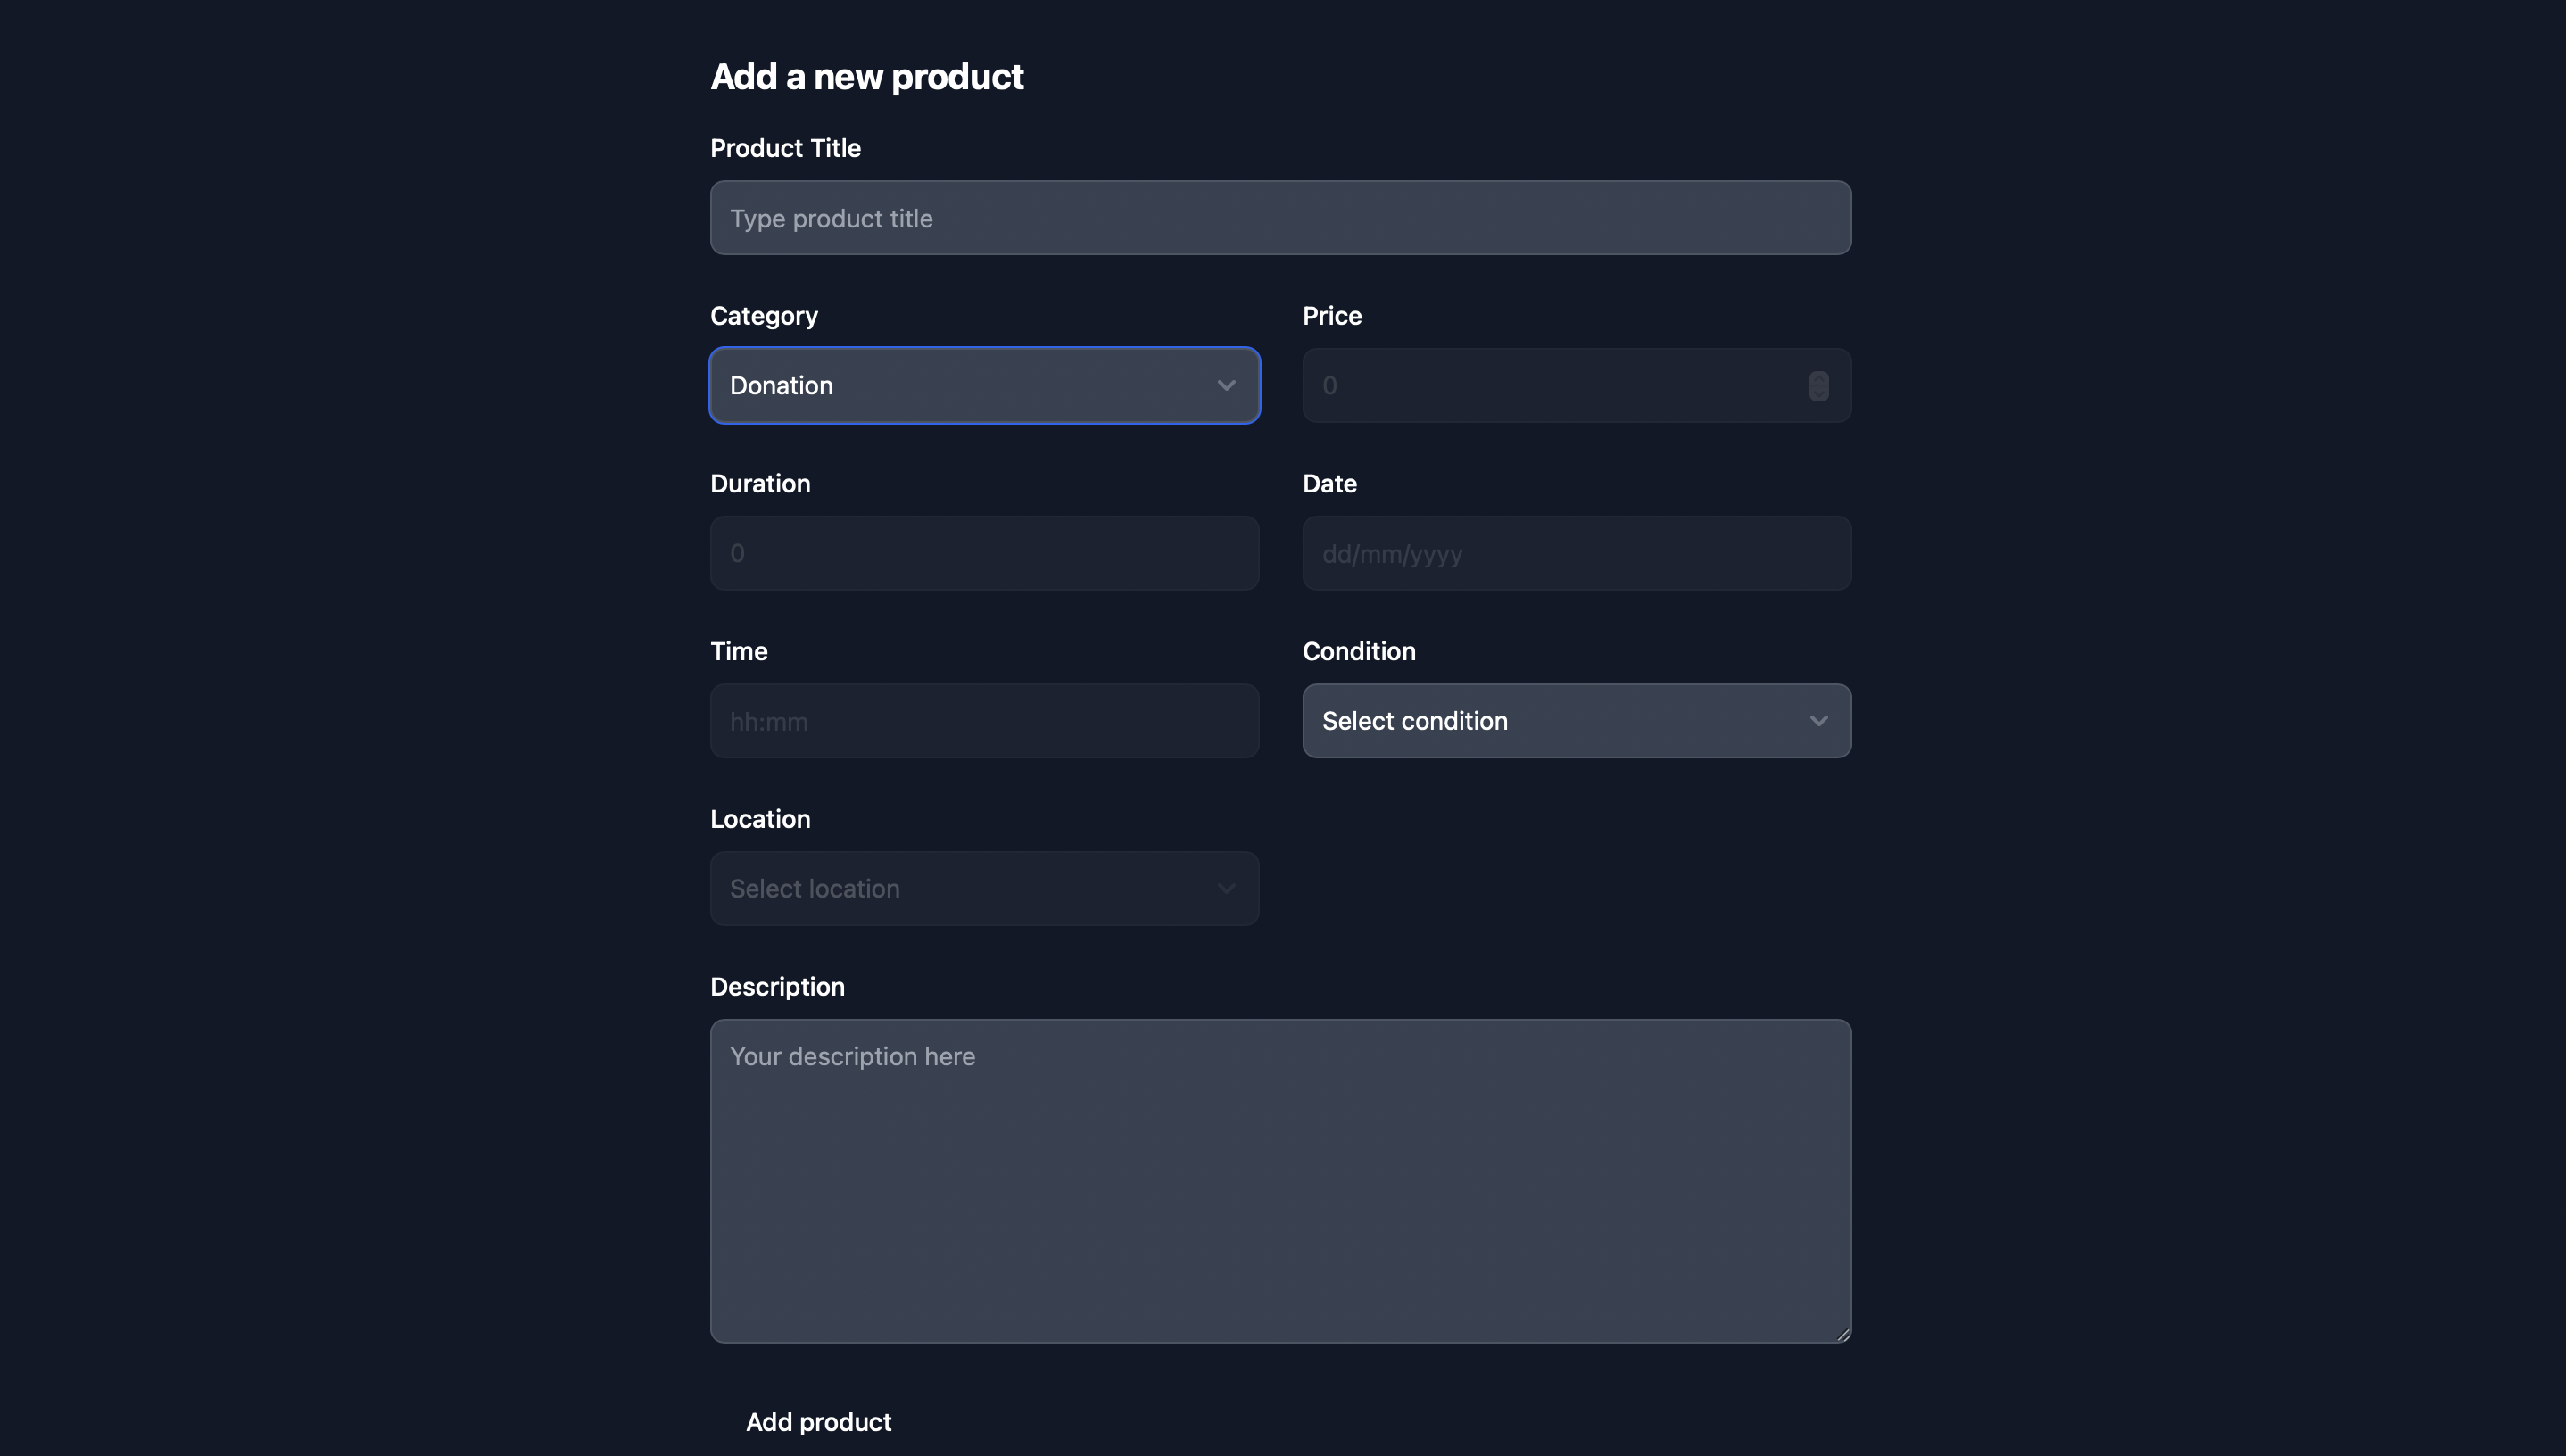 Add a new product
Product Title
Type product title
Category
Price
Donation
0
Duration
Date
0
dd/mm/yyyy
Time
Condition
hh:mm
Select condition
Location
Select location
Description
Your description here
Add product